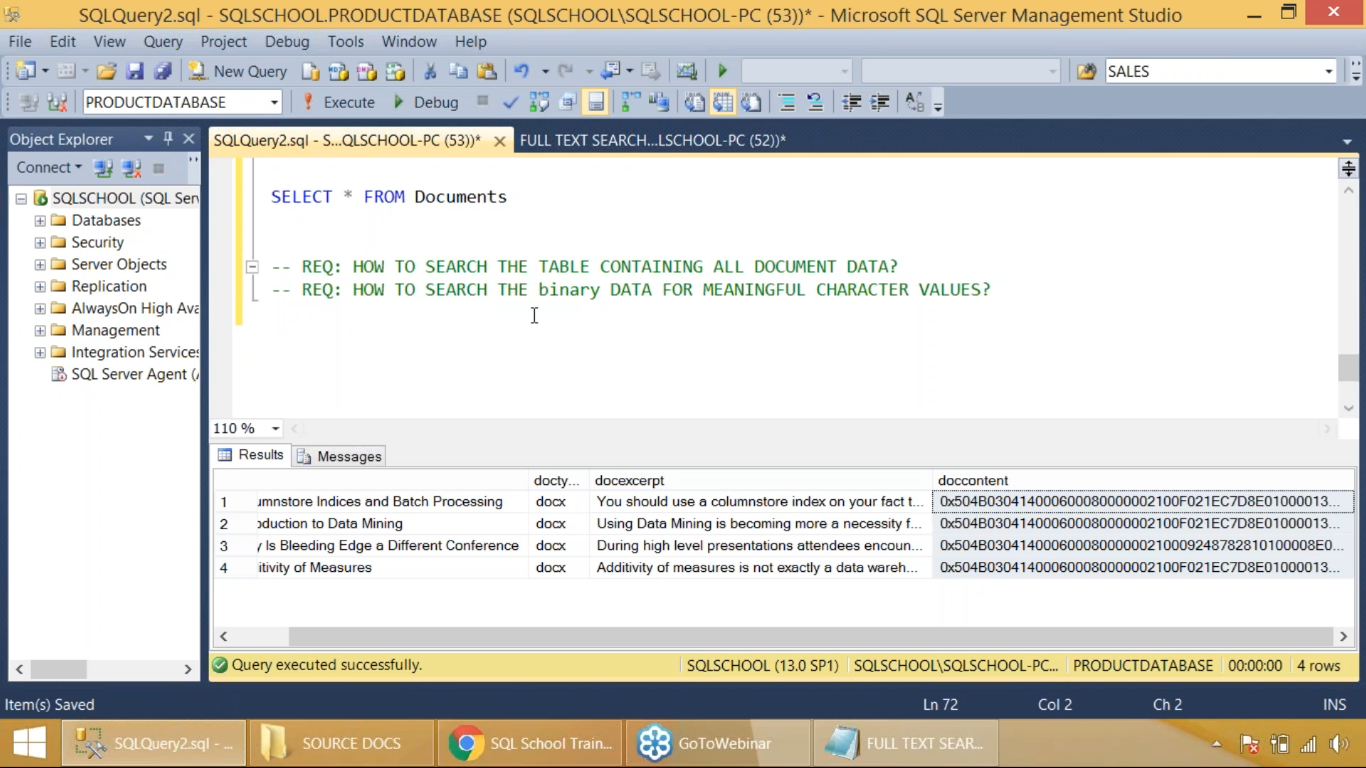 SQLQuery2.sql - SQLSCHOOL.PRODUCTDATABASE (SQLSCHOOL\SQLSCHOOL-PC (53))* - Microsoft SQL Server Management Studio
File Edit View Query Project Debug Tools Window Help
New Query SALES
PRODUCTDATABASE Execute Debug
Object Explorer
SQLQuery2.sql - S...QLSCHOOL-PC (53))* FULL TEXT SEARCH...LSCHOOL-PC (52))*
Connect
SQLSCHOOL (SQL Ser
Databases
Security
Server Objects
Replication
AlwaysOn High Ava
Management
Integration Services
SQL Server Agent (A
SELECT * FROM Documents
-- REQ: HOW TO SEARCH THE TABLE CONTAINING ALL DOCUMENT DATA?
-- REQ: HOW TO SEARCH THE binary DATA FOR MEANINGFUL CHARACTER VALUES?
110 %
Results Messages
docty... docexcerpt doccontent
1 umnstore Indices and Batch Processing docx You should use a columnstore index on your fact t... 0x504B030414000600080000002100F021EC7D8E01000013...
2 oduction to Data Mining docx Using Data Mining is becoming more a necessity f... 0x504B030414000600080000002100F021EC7D8E01000013...
3 y Is Bleeding Edge a Different Conference docx During high level presentations attendees encoun... 0x504B03041400060008000000210009248782810100008E0...
4 itivity of Measures docx Additivity of measures is not exactly a data wareh... 0x504B030414000600080000002100F021EC7D8E01000013...
Query executed successfully. SQLSCHOOL (13.0 SP1) SQLSCHOOL\SQLSCHOOL-PC... PRODUCTDATABASE 00:00:00 4 rows
Item(s) Saved Ln 72 Col 2 Ch 2 INS
SQLQuery2.sql - ... SOURCE DOCS SQL School Train... GoToWebinar FULL TEXT SEAR...